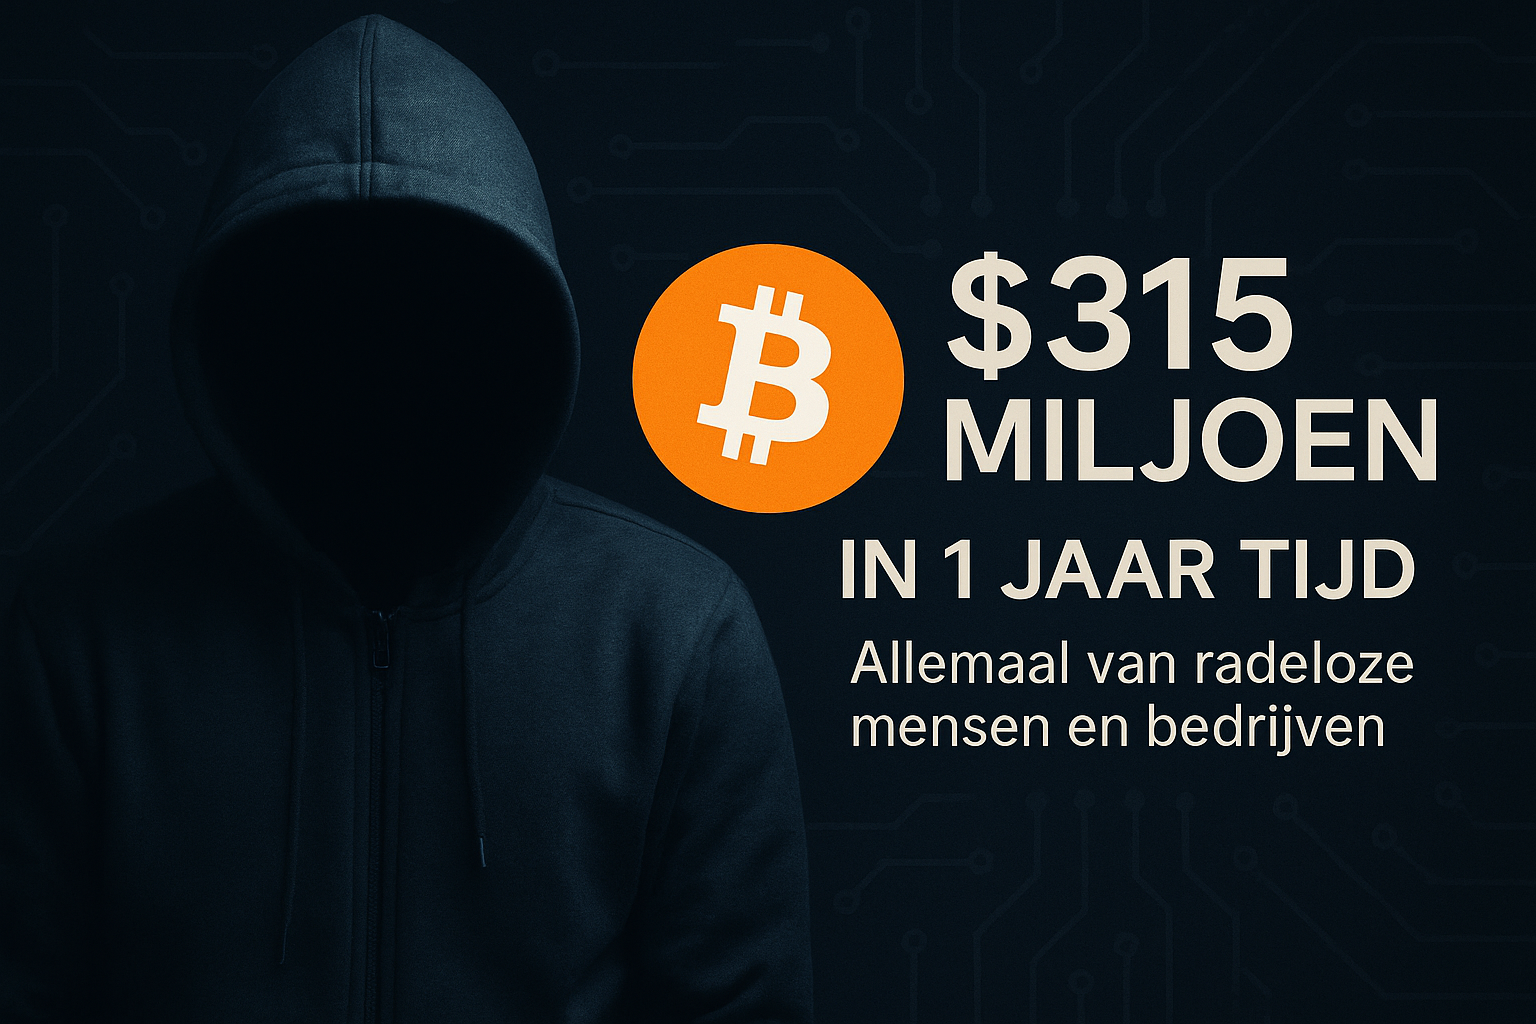 $315
MILJOEN
IN 1 JAAR TIJD
Allemaal van radeloze
mensen en bedrijven